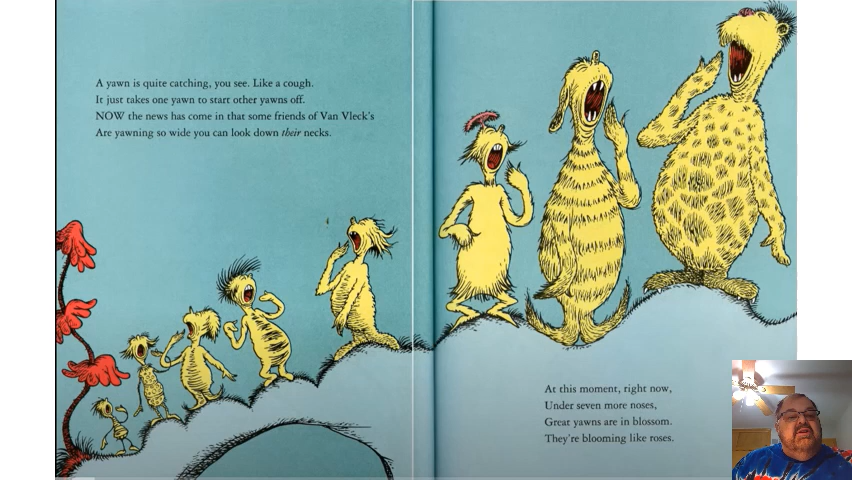 A yawn is quite catching, you see. Like a cough.
It just takes one yawn to start other yawns off.
NOW the news has come in that some friends of Van Vleck's
Are yawning so wide you can look down their necks.
At this moment, right now,
Under seven more noses,
Great yawns are in blossom.
They're blooming like roses.